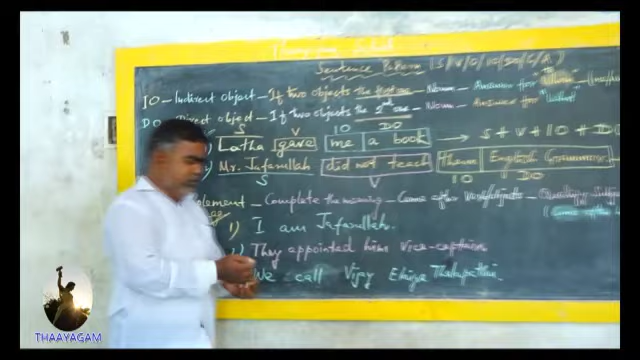 Sentence Pattern (S/V/O/IO/DO/C/A)
IO - Indirect object - If two objects the first one - Noun - Answer for "Whom"
DO - Direct object - If two objects the 2nd one - Noun - Answer for "What"
S V IO DO
Latha gave me a book → S + V + IO + DO
Mr. Jafarullah did not teach them English Grammar
S V IO DO
Complement - Complete the meaning - Came after Verb/Object
1) I am Jafarullah.
They appointed him vice-captain
We call Vijay
THAAYAGAM